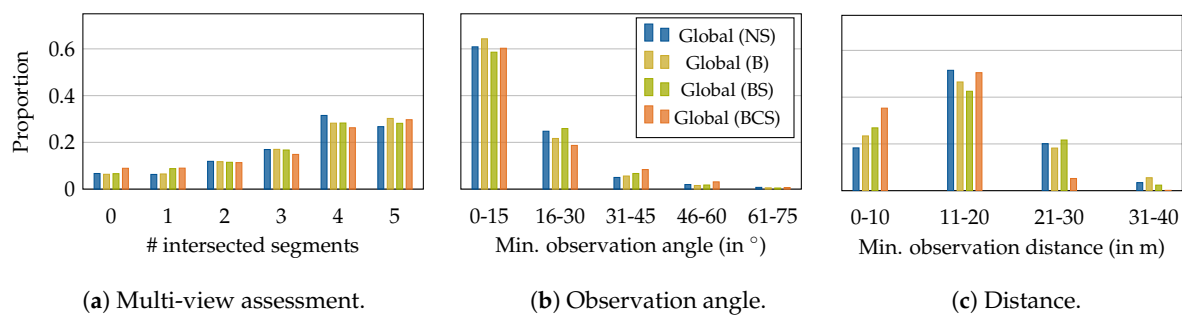 Proportion
0.6
0.4
0.2
0
0 1 2 3 4 5
# intersected segments
(a) Multi-view assessment.
Global (NS)
Global (B)
Global (BS)
Global (BCS)
0-15 16-30 31-45 46-60 61-75
Min. observation angle (in °)
(b) Observation angle.
0-10 11-20 21-30 31-40
Min. observation distance (in m)
(c) Distance.